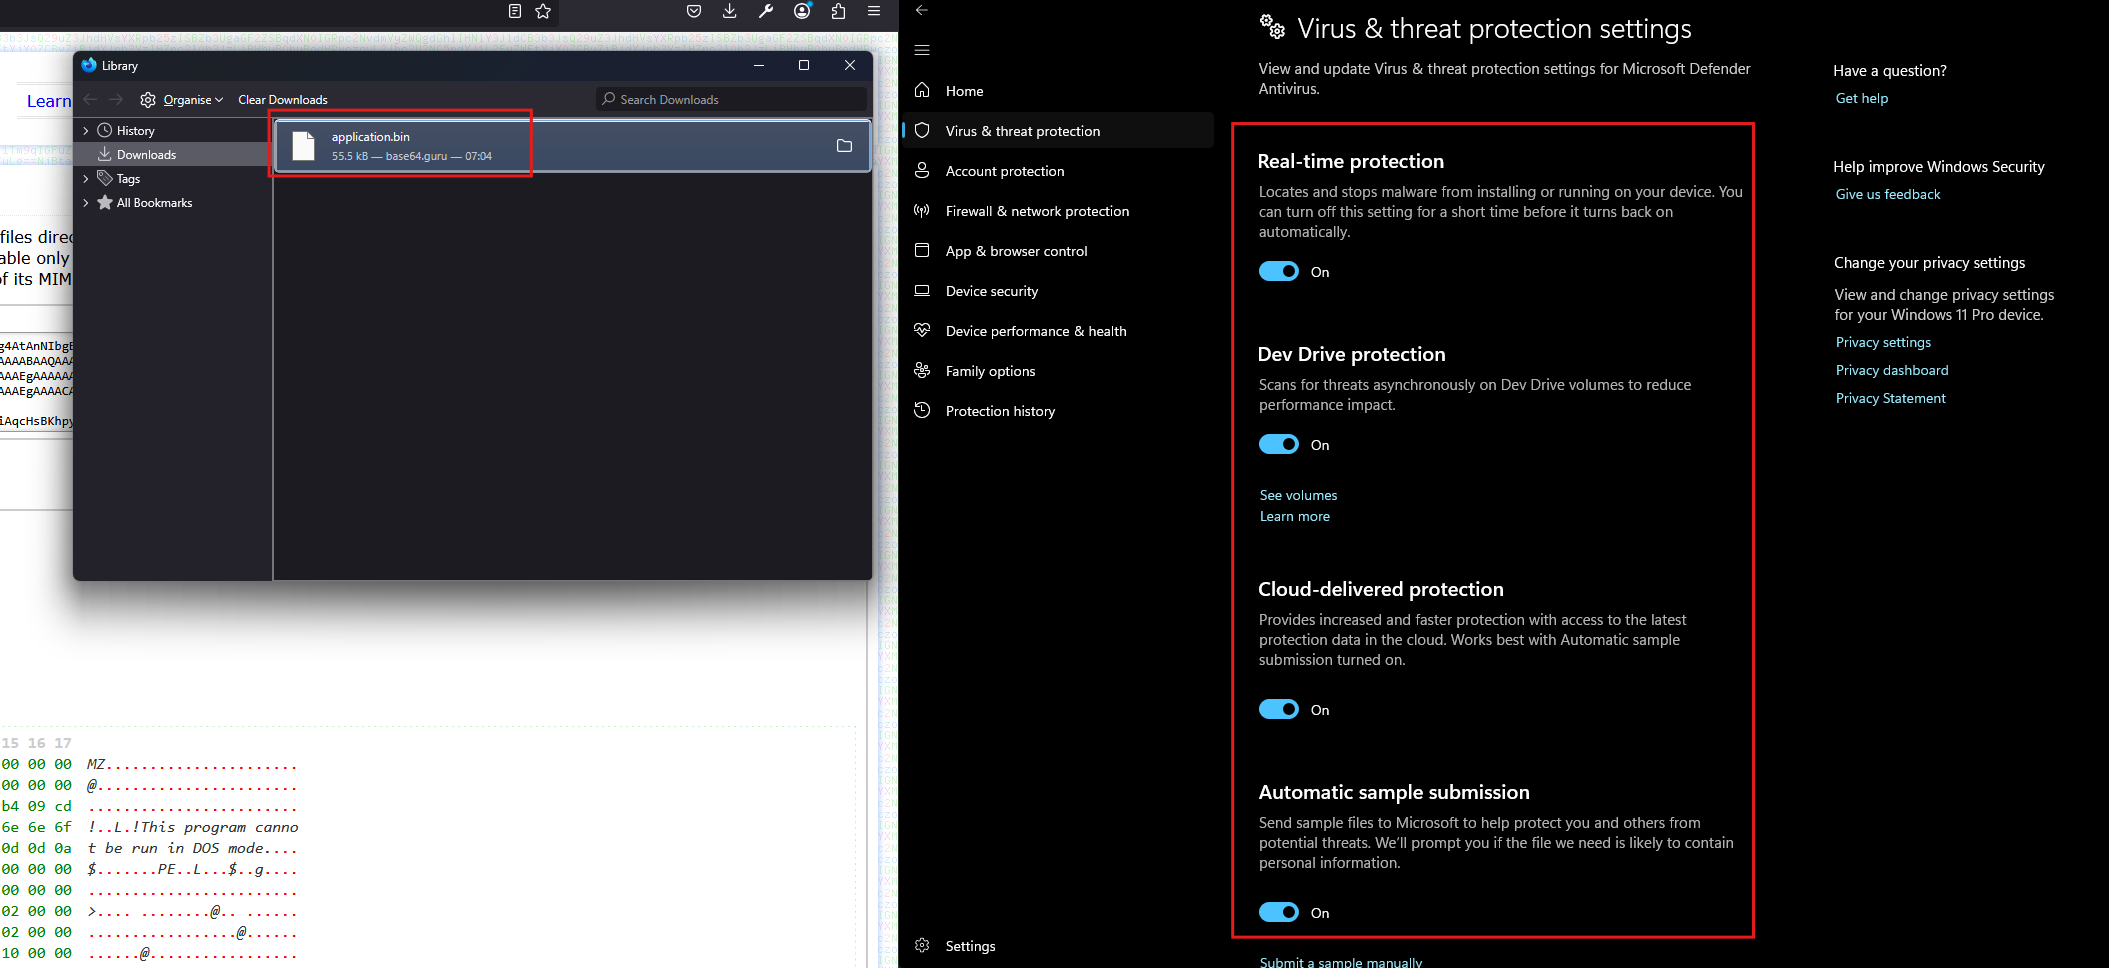 Library
Organise
Clear Downloads
Search Downloads
History
Downloads
Tags
All Bookmarks
application.bin
55.5 kB — base64.guru — 07:04
Learn
files direc
able only
of its MIM
g4AtAnNIbgB
AAAABAAQAAA
AAAEgAAAAAA
AAAEgAAAACA
iAqcHsBKhpy
15 16 17
00 00 00 MZ......................
00 00 00 @.......................
b4 09 cd ........................
6e 6e 6f !..L.!This program canno
0d 0d 0a t be run in DOS mode....
00 00 00 $.......PE..L...$..g....
00 00 00 ........................
02 00 00 >.... ........@.. ......
02 00 00 .................@......
10 00 00 ......@.................
Home
Virus & threat protection
Account protection
Firewall & network protection
App & browser control
Device security
Device performance & health
Family options
Protection history
Settings
Virus & threat protection settings
View and update Virus & threat protection settings for Microsoft Defender
Antivirus.
Real-time protection
Locates and stops malware from installing or running on your device. You
can turn off this setting for a short time before it turns back on
automatically.
On
Dev Drive protection
Scans for threats asynchronously on Dev Drive volumes to reduce
performance impact.
On
See volumes
Learn more
Cloud-delivered protection
Provides increased and faster protection with access to the latest
protection data in the cloud. Works best with Automatic sample
submission turned on.
On
Automatic sample submission
Send sample files to Microsoft to help protect you and others from
potential threats. We'll prompt you if the file we need is likely to contain
personal information.
On
Submit a sample manually
Have a question?
Get help
Help improve Windows Security
Give us feedback
Change your privacy settings
View and change privacy settings
for your Windows 11 Pro device.
Privacy settings
Privacy dashboard
Privacy Statement